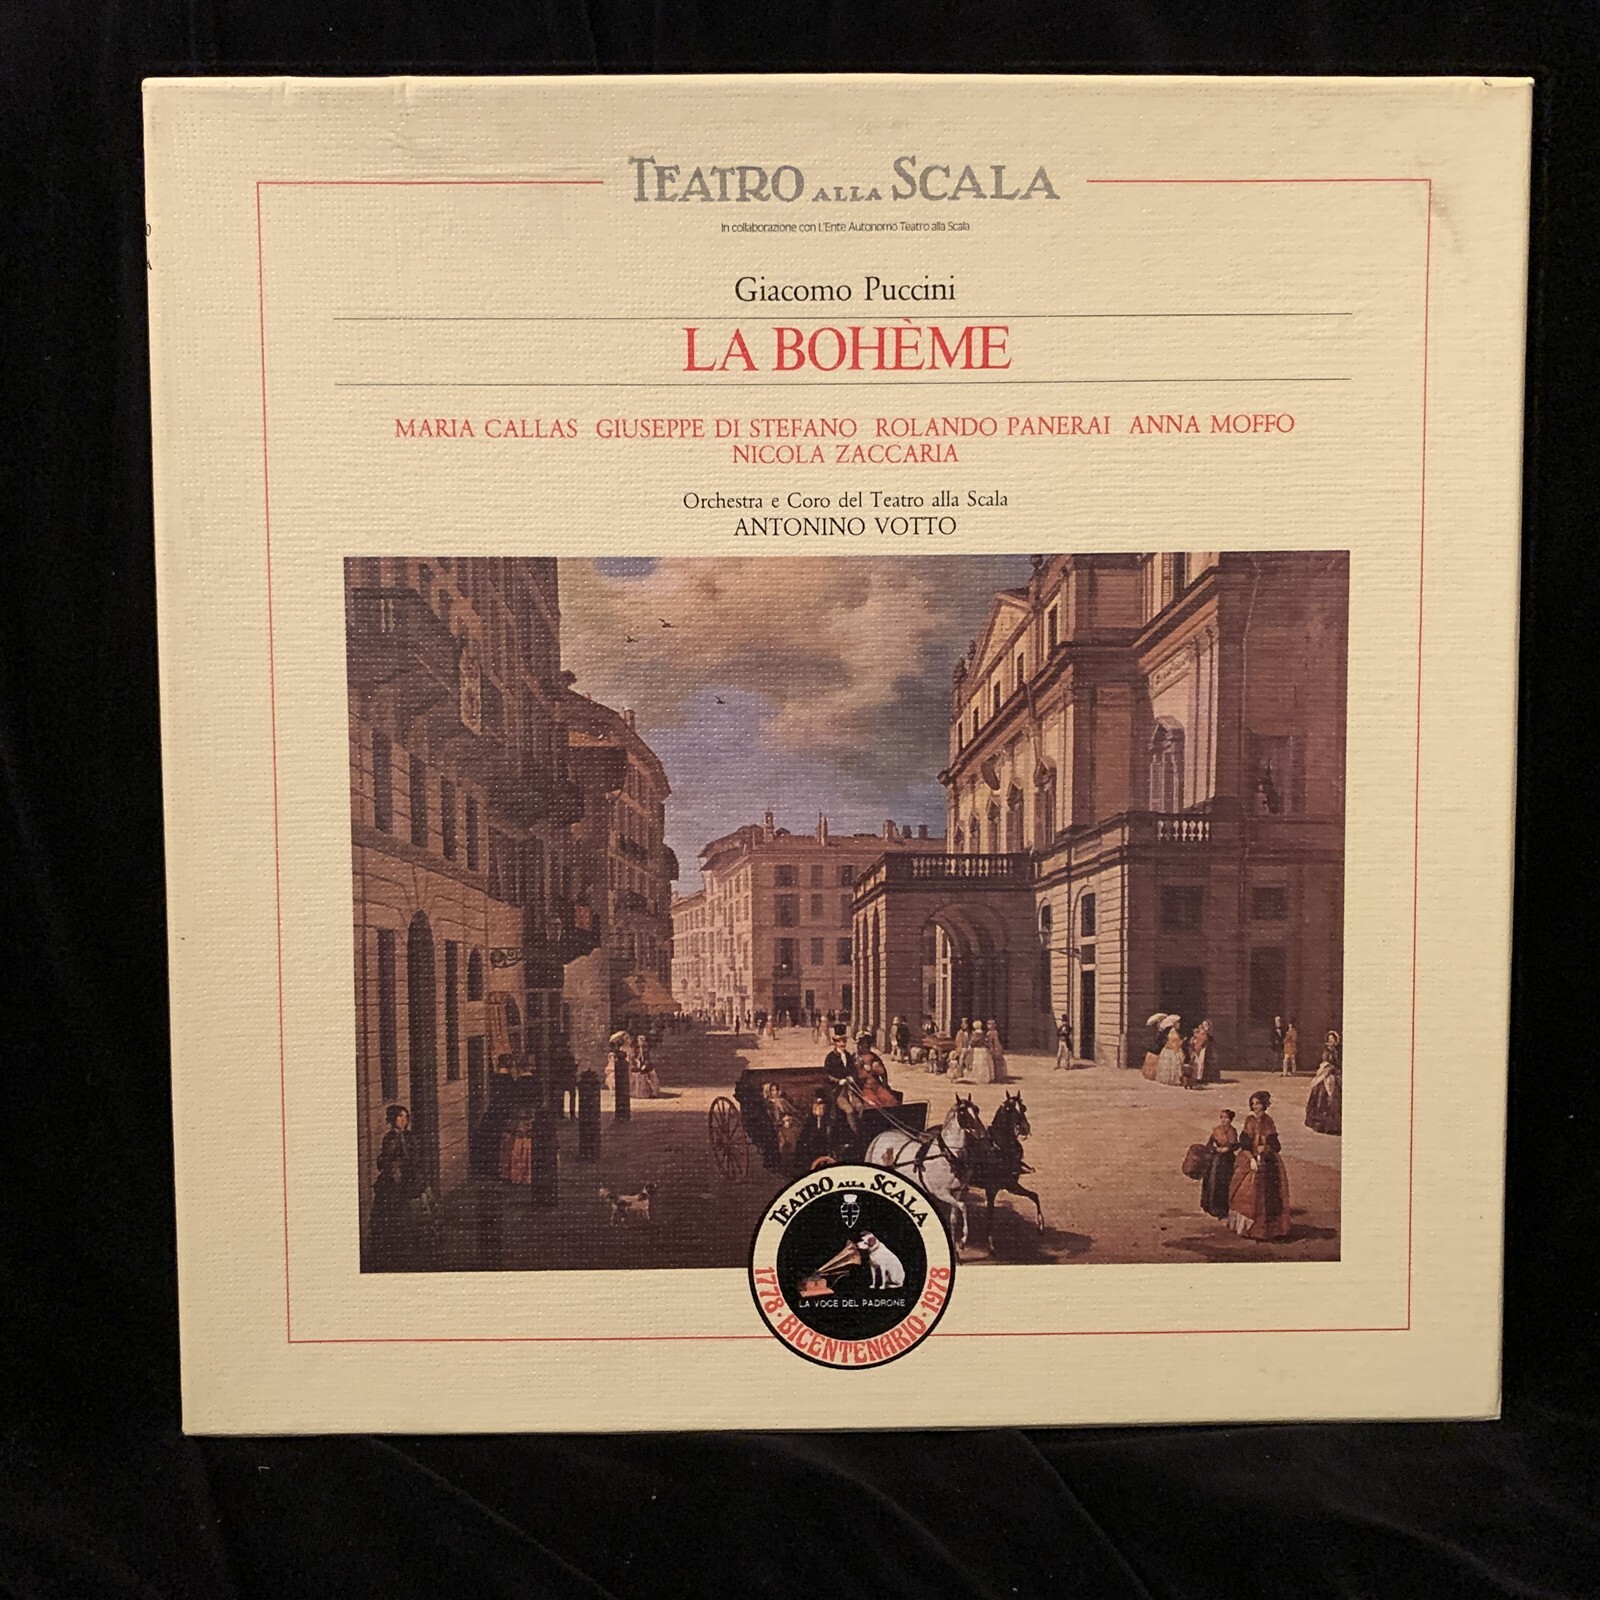 TEATRO ALLA SCALA
In collaborazione con L'Ente Autonomo Teatro alla Scala
Giacomo Puccini
LA BOHÈME
MARIA CALLAS GIUSEPPE DI STEFANO ROLANDO PANERAI ANNA MOFFO
NICOLA ZACCARIA
Orchestra e Coro del Teatro alla Scala
ANTONINO VOTTO
TEATRO ALLA SCALA
LA VOCE DEL PADRONE
1778 · BICENTENARIO · 1978